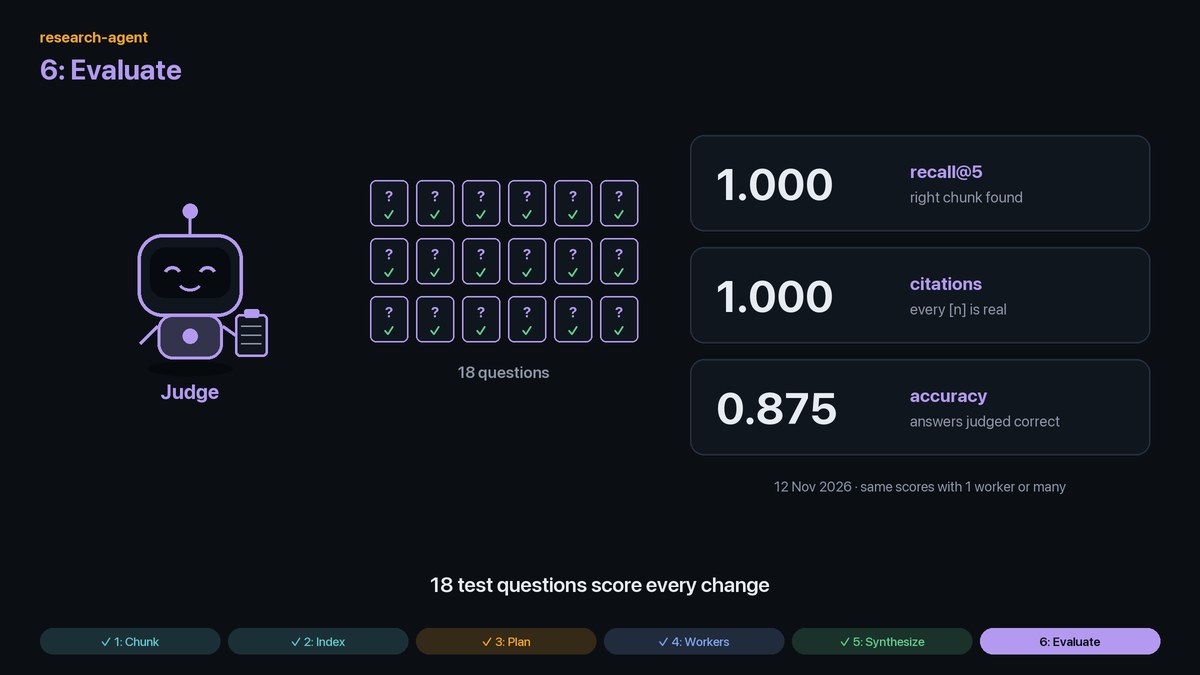 research-agent
6: Evaluate
? ? ? ? ? ?
✓ ✓ ✓ ✓ ✓ ✓
? ? ? ? ? ?
✓ ✓ ✓ ✓ ✓ ✓
? ? ? ? ? ?
✓ ✓ ✓ ✓ ✓ ✓
18 questions
Judge
1.000
recall@5
right chunk found
1.000
citations
every [n] is real
0.875
accuracy
answers judged correct
12 Nov 2026 · same scores with 1 worker or many
18 test questions score every change
✓ 1: Chunk
✓ 2: Index
✓ 3: Plan
✓ 4: Workers
✓ 5: Synthesize
6: Evaluate